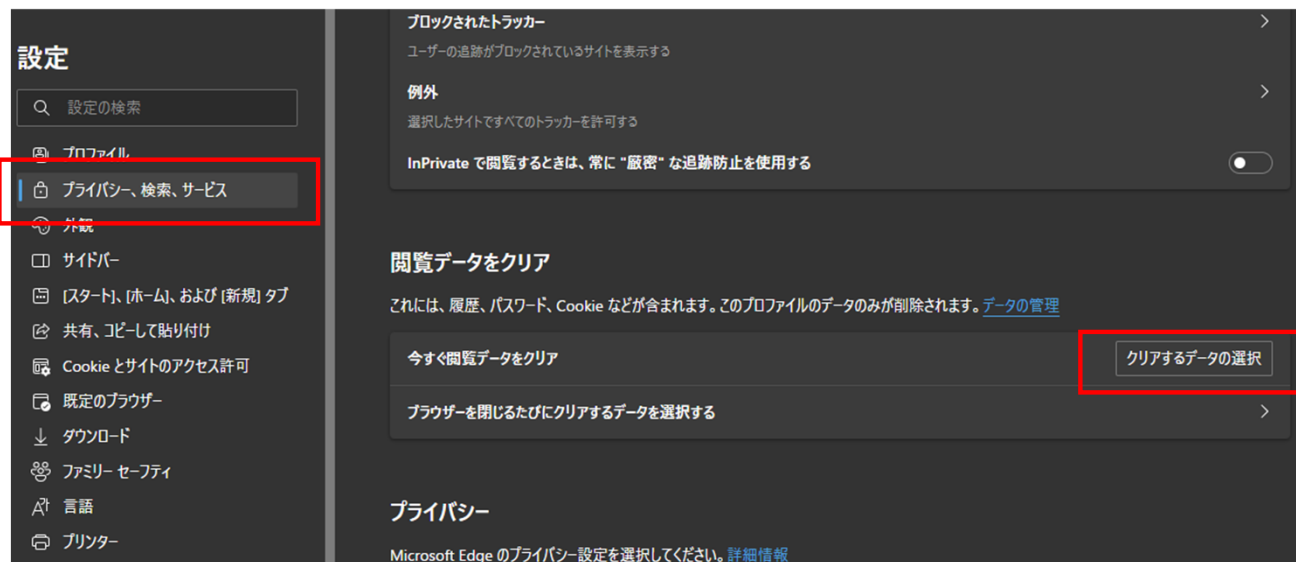 設定
設定の検索
プロファイル
プライバシー、検索、サービス
外観
サイドバー
[スタート]、[ホーム]、および [新規] タブ
共有、コピーして貼り付け
Cookie とサイトのアクセス許可
既定のブラウザー
ダウンロード
ファミリー セーフティ
言語
プリンター
ブロックされたトラッカー
ユーザーの追跡がブロックされているサイトを表示する
例外
選択したサイトですべてのトラッカーを許可する
InPrivate で閲覧するときは、常に "厳密" な追跡防止を使用する
閲覧データをクリア
これには、履歴、パスワード、Cookie などが含まれます。このプロファイルのデータのみが削除されます。データの管理
今すぐ閲覧データをクリア
クリアするデータの選択
ブラウザーを閉じるたびにクリアするデータを選択する
プライバシー
Microsoft Edge のプライバシー設定を選択してください。詳細情報